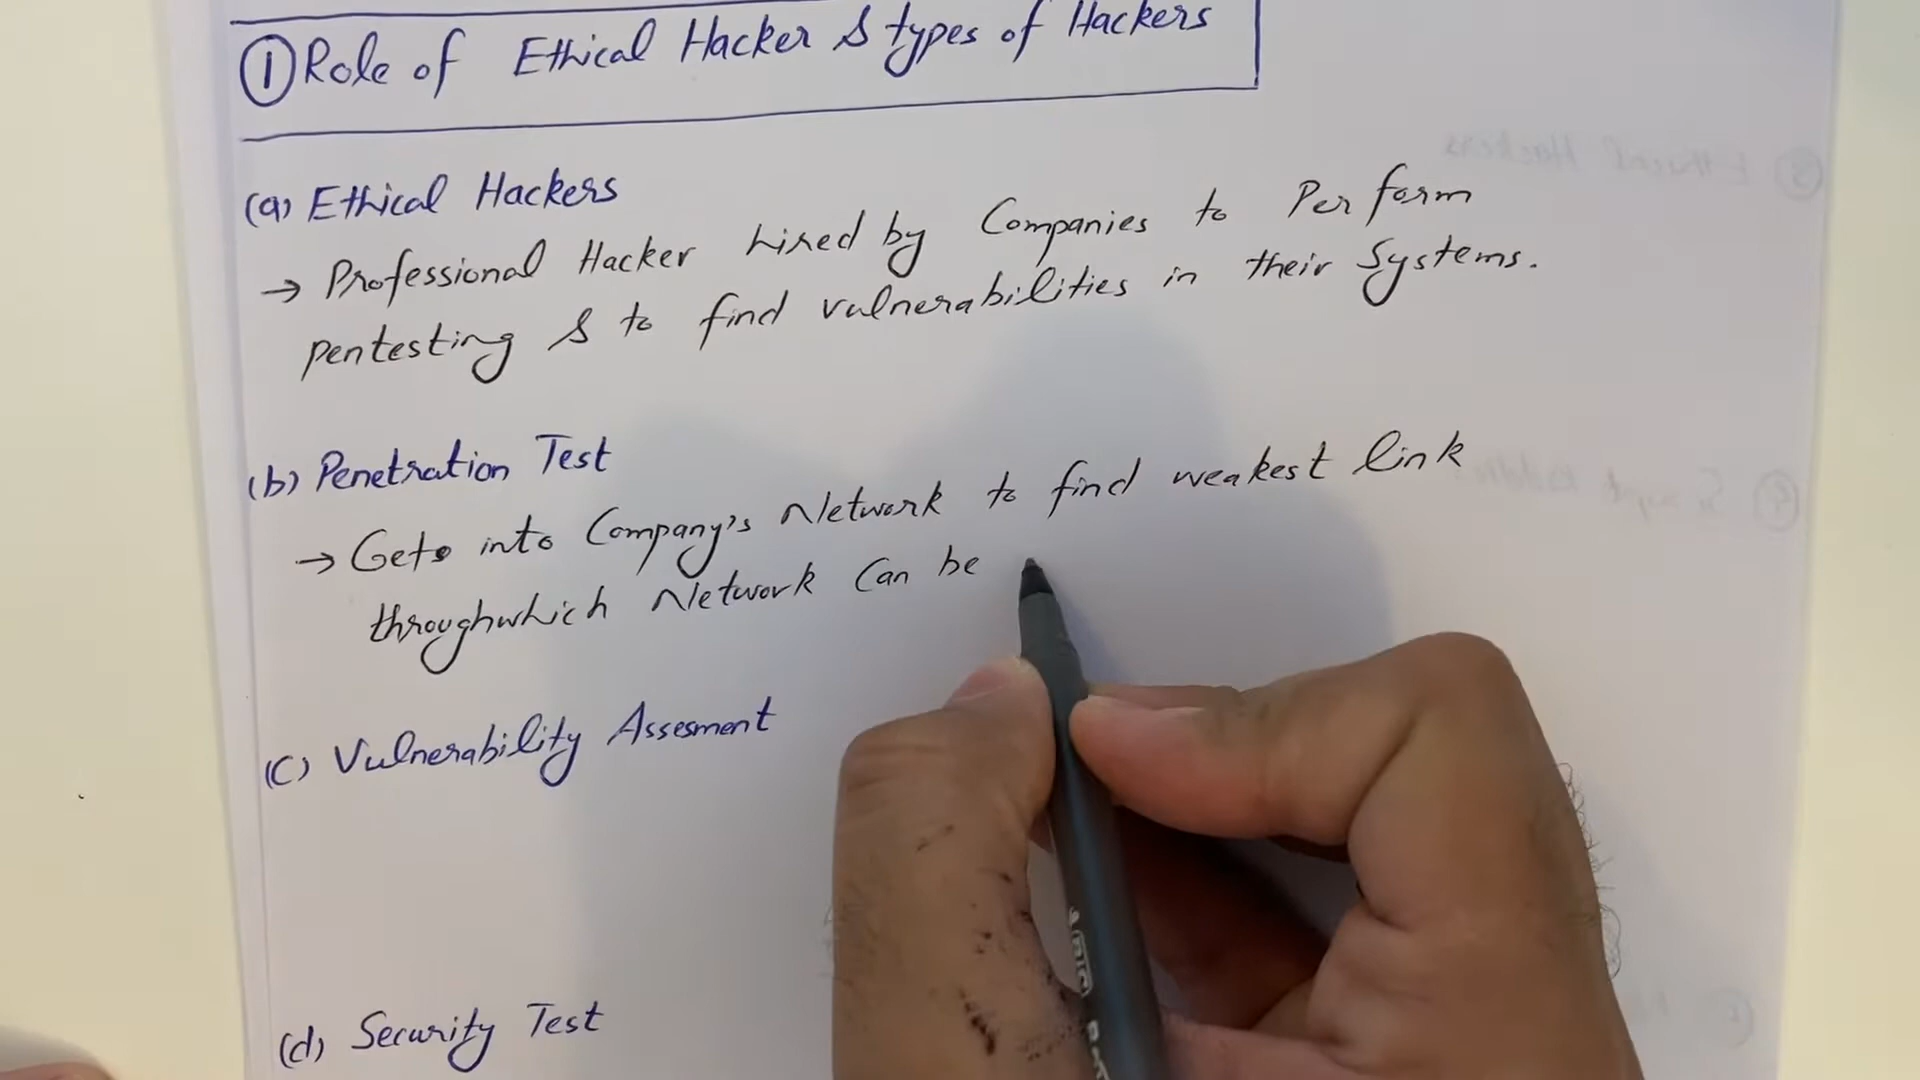 ① Role of Ethical Hacker & types of Hackers
(a) Ethical Hackers
→ Professional Hacker hired by Companies to Perform
pentesting & to find vulnerabilities in their Systems.
(b) Penetration Test
→ Gets into Company's Network to find weakest link
throughwhich Network Can be
(C) Vulnerability Assesment
(d) Security Test